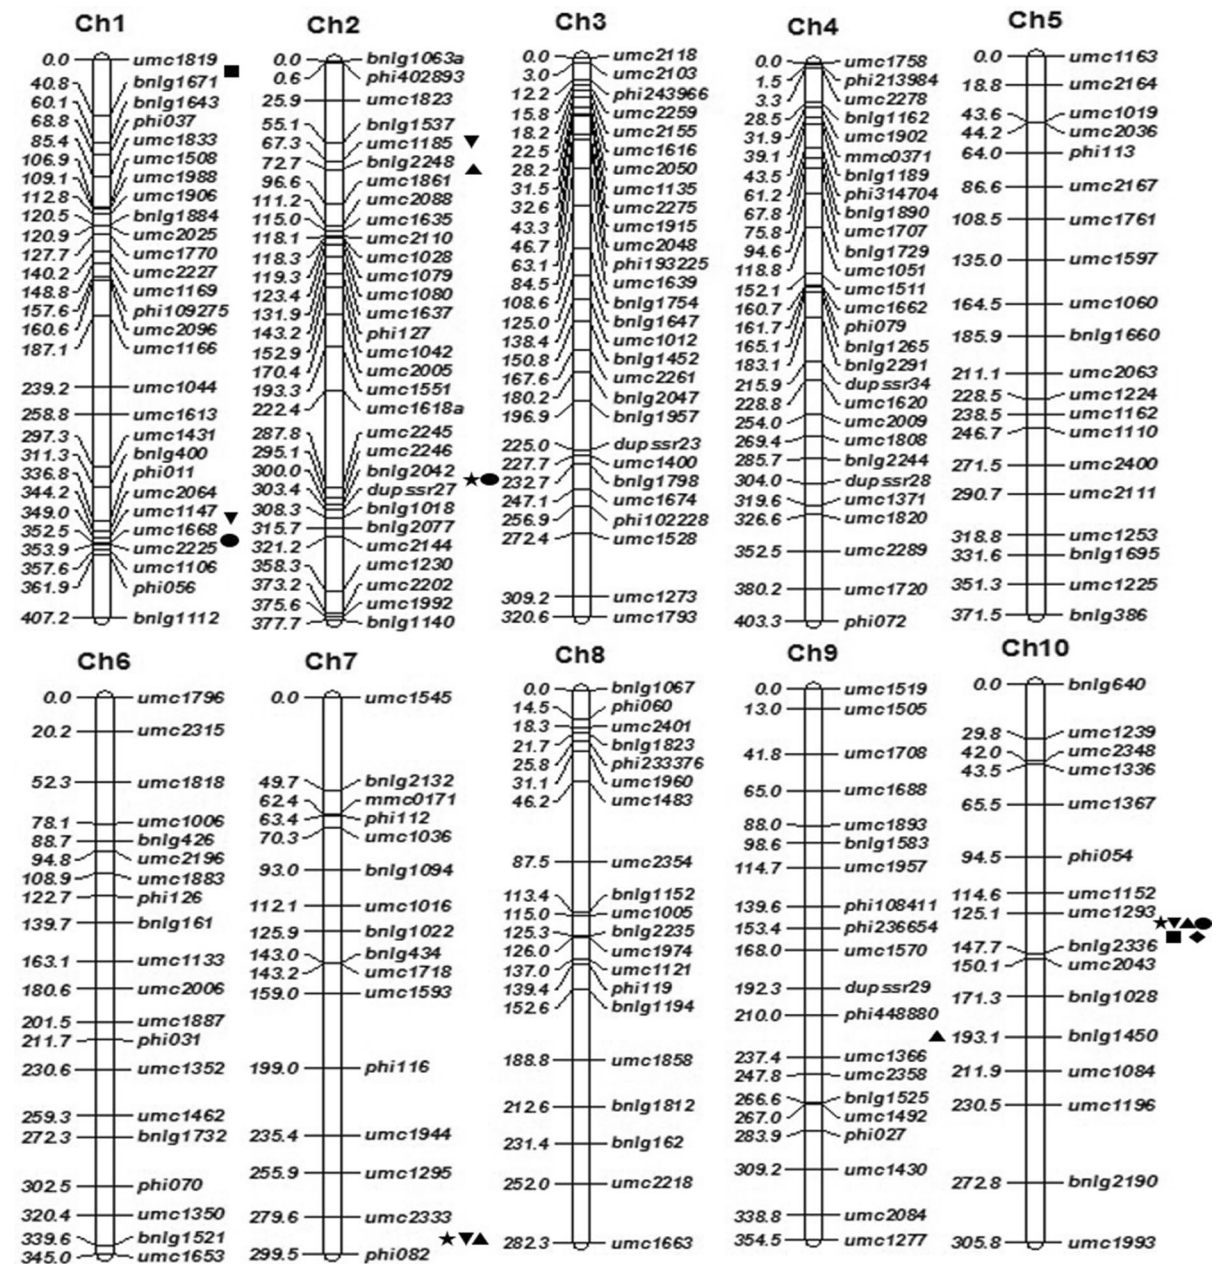 Ch1
0.0 umc1819
40.8 bnlg1671
60.1 bnlg1643
68.8 phi037
85.4 umc1833
106.9 umc1508
109.1 umc1988
112.8 umc1906
120.5 bnlg1884
120.9 umc2025
127.7 umc1770
140.2 umc2227
148.8 umc1169
157.6 phi109275
160.6 umc2096
187.1 umc1166
239.2 umc1044
258.8 umc1613
297.3 umc1431
311.3 bnlg400
336.8 phi011
344.2 umc2064
349.0 umc1147
352.5 umc1668
353.9 umc2225
357.6 umc1106
361.9 phi056
407.2 bnlg1112
Ch2
0.0 bnlg1063a
0.6 phi402893
25.9 umc1823
55.1 bnlg1537
67.3 umc1185
72.7 bnlg2248
96.6 umc1861
111.2 umc2088
115.0 umc1635
118.1 umc2110
118.3 umc1028
119.3 umc1079
123.4 umc1080
131.9 umc1637
143.2 phi127
152.9 umc1042
170.4 umc2005
193.3 umc1551
222.4 umc1618a
287.8 umc2245
295.1 umc2246
300.0 bnlg2042
303.4 dupssr27
308.3 bnlg1018
315.7 bnlg2077
321.2 umc2144
358.3 umc1230
373.2 umc2202
375.6 umc1992
377.7 bnlg1140
Ch3
0.0 umc2118
3.0 umc2103
12.2 phi243966
15.8 umc2259
18.2 umc2155
22.5 umc1616
28.2 umc2050
31.5 umc1135
32.6 umc2275
43.3 umc1915
46.7 umc2048
63.1 phi193225
84.5 umc1639
108.6 bnlg1754
125.0 bnlg1647
138.4 umc1012
150.8 bnlg1452
167.6 umc2261
180.2 bnlg2047
196.9 bnlg1957
225.0 dupssr23
227.7 umc1400
232.7 bnlg1798
247.1 umc1674
256.9 phi102228
272.4 umc1528
309.2 umc1273
320.6 umc1793
Ch4
0.0 umc1758
1.5 phi213984
3.3 umc2278
28.5 bnlg1162
31.9 umc1902
39.1 mmc0371
43.5 bnlg1189
61.2 phi314704
67.8 bnlg1890
75.8 umc1707
94.6 bnlg1729
118.8 umc1051
152.1 umc1511
160.7 umc1662
161.7 phi079
165.1 bnlg1265
183.1 bnlg2291
215.9 dupssr34
228.8 umc1620
254.0 umc2009
269.4 umc1808
285.7 bnlg2244
304.0 dupssr28
319.6 umc1371
326.6 umc1820
352.5 umc2289
380.2 umc1720
403.3 phi072
Ch5
0.0 umc1163
18.8 umc2164
43.6 umc1019
44.2 umc2036
64.0 phi113
86.6 umc2167
108.5 umc1761
135.0 umc1597
164.5 umc1060
185.9 bnlg1660
211.1 umc2063
228.5 umc1224
238.5 umc1162
246.7 umc1110
271.5 umc2400
290.7 umc2111
318.8 umc1253
331.6 bnlg1695
351.3 umc1225
371.5 bnlg386
Ch6
0.0 umc1796
20.2 umc2315
52.3 umc1818
78.1 umc1006
88.7 bnlg426
94.8 umc2196
108.9 umc1883
122.7 phi126
139.7 bnlg161
163.1 umc1133
180.6 umc2006
201.5 umc1887
211.7 phi031
230.6 umc1352
259.3 umc1462
272.3 bnlg1732
302.5 phi070
320.4 umc1350
339.6 bnlg1521
345.0 umc1653
Ch7
0.0 umc1545
49.7 bnlg2132
62.4 mmc0171
63.4 phi112
70.3 umc1036
93.0 bnlg1094
112.1 umc1016
125.9 bnlg1022
143.0 bnlg434
143.2 umc1718
159.0 umc1593
199.0 phi116
235.4 umc1944
255.9 umc1295
279.6 umc2333
299.5 phi082
Ch8
0.0 bnlg1067
14.5 phi060
18.3 umc2401
21.7 bnlg1823
25.8 phi233376
31.1 umc1960
46.2 umc1483
87.5 umc2354
113.4 bnlg1152
115.0 umc1005
125.3 bnlg2235
126.0 umc1974
137.0 umc1121
139.4 phi119
152.6 bnlg1194
188.8 umc1858
212.6 bnlg1812
231.4 bnlg162
252.0 umc2218
282.3 umc1663
Ch9
0.0 umc1519
13.0 umc1505
41.8 umc1708
65.0 umc1688
88.0 umc1893
98.6 bnlg1583
114.7 umc1957
139.6 phi108411
153.4 phi236654
168.0 umc1570
192.3 dupssr29
210.0 phi448880
237.4 umc1366
247.8 umc2358
266.6 bnlg1525
267.0 umc1492
283.9 phi027
309.2 umc1430
338.8 umc2084
354.5 umc1277
Ch10
0.0 bnlg640
29.8 umc1239
42.0 umc2348
43.5 umc1336
65.5 umc1367
94.5 phi054
114.6 umc1152
125.1 umc1293
147.7 bnlg2336
150.1 umc2043
171.3 bnlg1028
193.1 bnlg1450
211.9 umc1084
230.5 umc1196
272.8 bnlg2190
305.8 umc1993